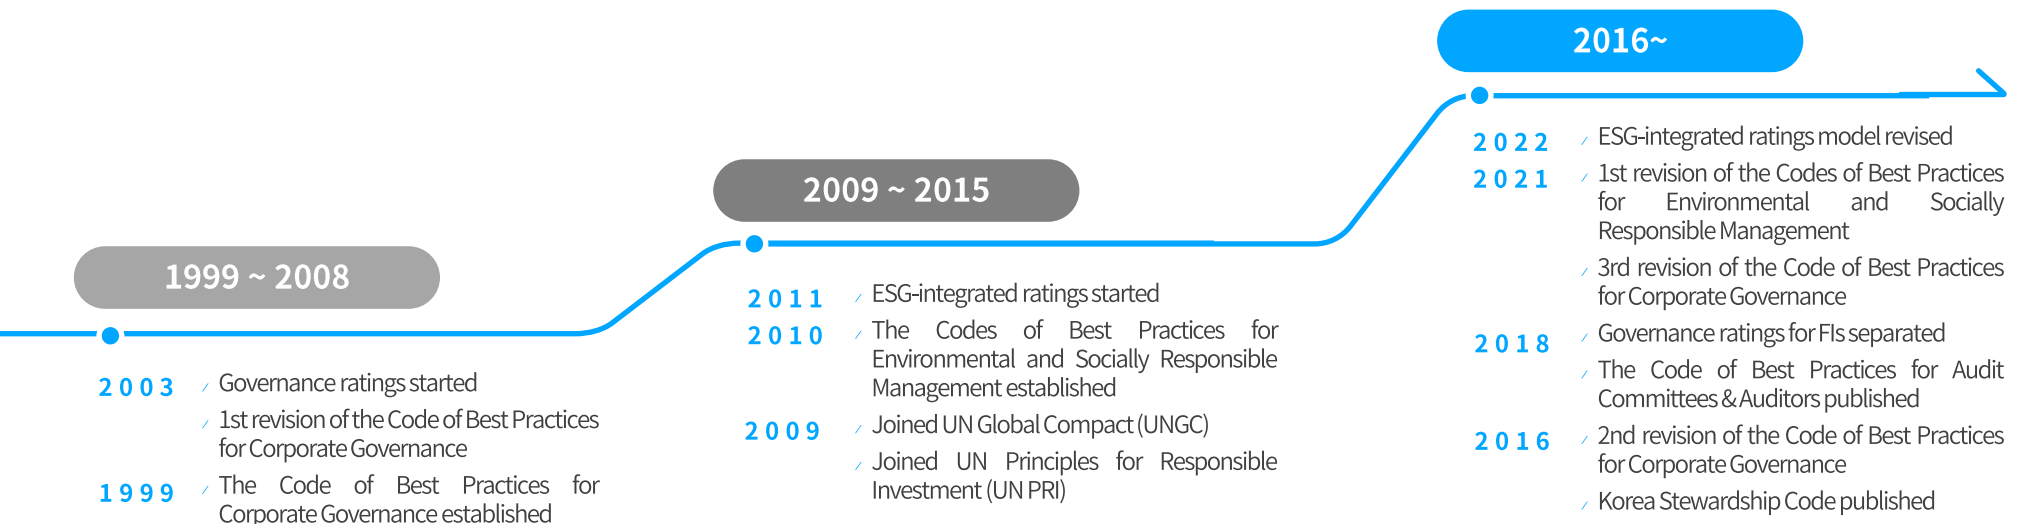 1999 ~ 2008
2003
Governance ratings started
1st revision of the Code of Best Practices
for Corporate Governance
1999
The Code of Best Practices for
Corporate Governance established
2009 ~ 2015
2011
ESG-integrated ratings started
2010
The Codes of Best Practices for
Environmental and Socially Responsible
Management established
2009
Joined UN Global Compact (UNGC)
Joined UN Principles for Responsible
Investment (UN PRI)
2016~
2022
ESG-integrated ratings model revised
2021
1st revision of the Codes of Best Practices
for Environmental and Socially
Responsible Management
3rd revision of the Code of Best Practices
for Corporate Governance
2018
Governance ratings for FIs separated
The Code of Best Practices for Audit
Committees & Auditors published
2016
2nd revision of the Code of Best Practices
for Corporate Governance
Korea Stewardship Code published